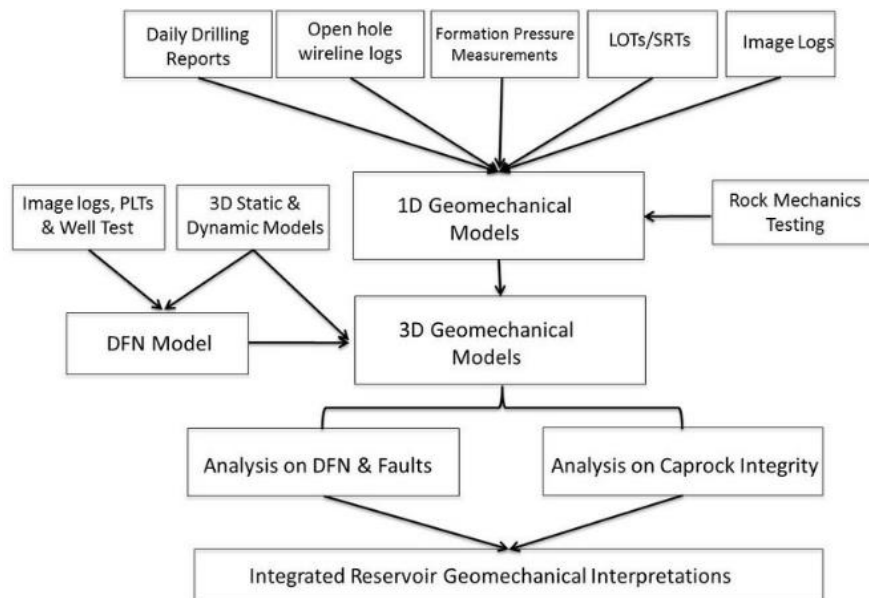 Daily Drilling
Reports
Open hole
wireline logs
Formation Pressure
Measurements
LOTs/SRTs
Image Logs
Image logs, PLTs
& Well Test
3D Static &
Dynamic Models
1D Geomechanical
Models
Rock Mechanics
Testing
DFN Model
3D Geomechanical
Models
Analysis on DFN & Faults
Analysis on Caprock Integrity
Integrated Reservoir Geomechanical Interpretations